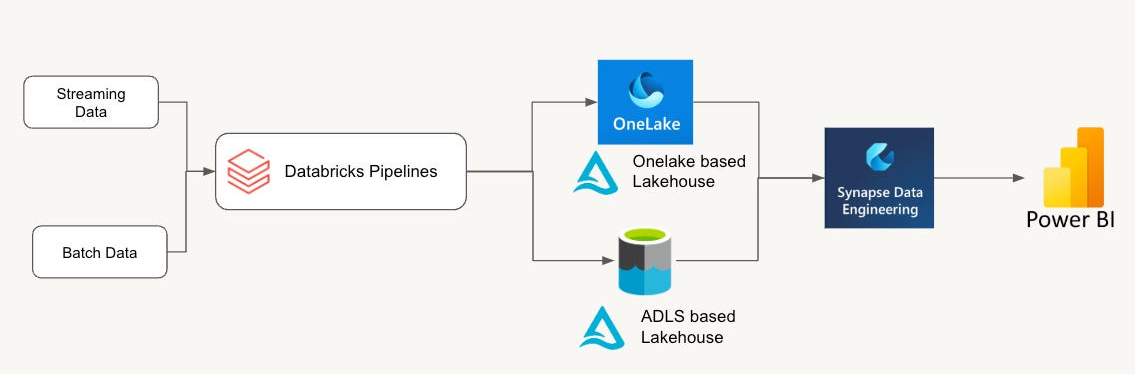 Streaming
Data
Batch Data
Databricks Pipelines
OneLake
Onelake based
Lakehouse
ADLS based
Lakehouse
Synapse Data
Engineering
Power BI